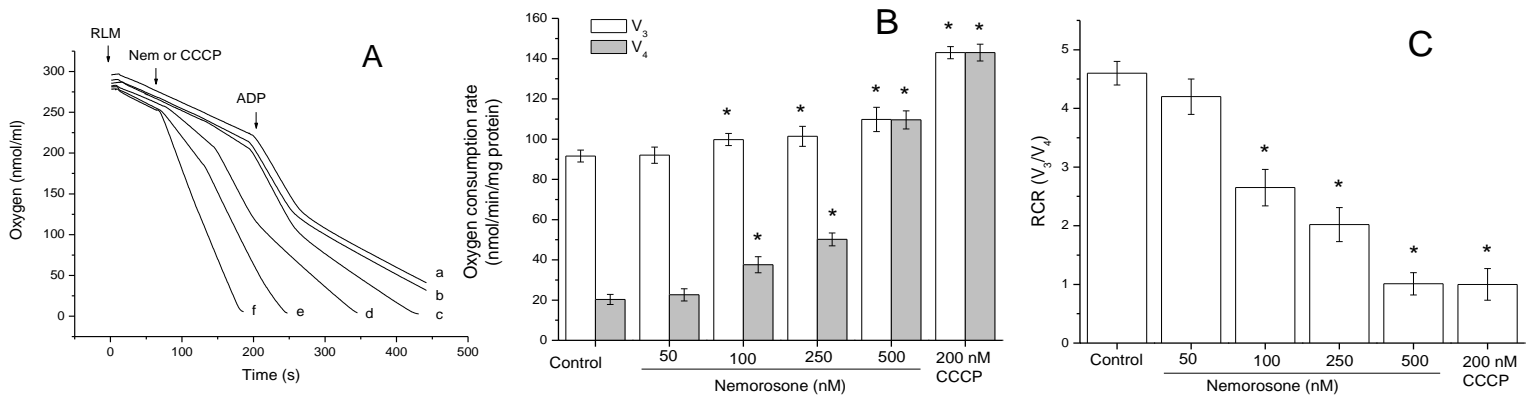 A
RLM
Nem or CCCP
ADP
300
250
200
150
100
50
0
Oxygen (nmol/ml)
a
b
c
d
e
f
0
100
200
300
400
500
Time (s)
B
V3
V4
160
140
120
100
80
60
40
20
0
Oxygen consumption rate
(nmol/min/mg protein)
* * * * * * * *
Control
50
100
250
500
200 nM
CCCP
Nemorosone (nM)
C
5
4
3
2
1
0
RCR (V3/V4)
* * * *
Control
50
100
250
500
200 nM
CCCP
Nemorosone (nM)